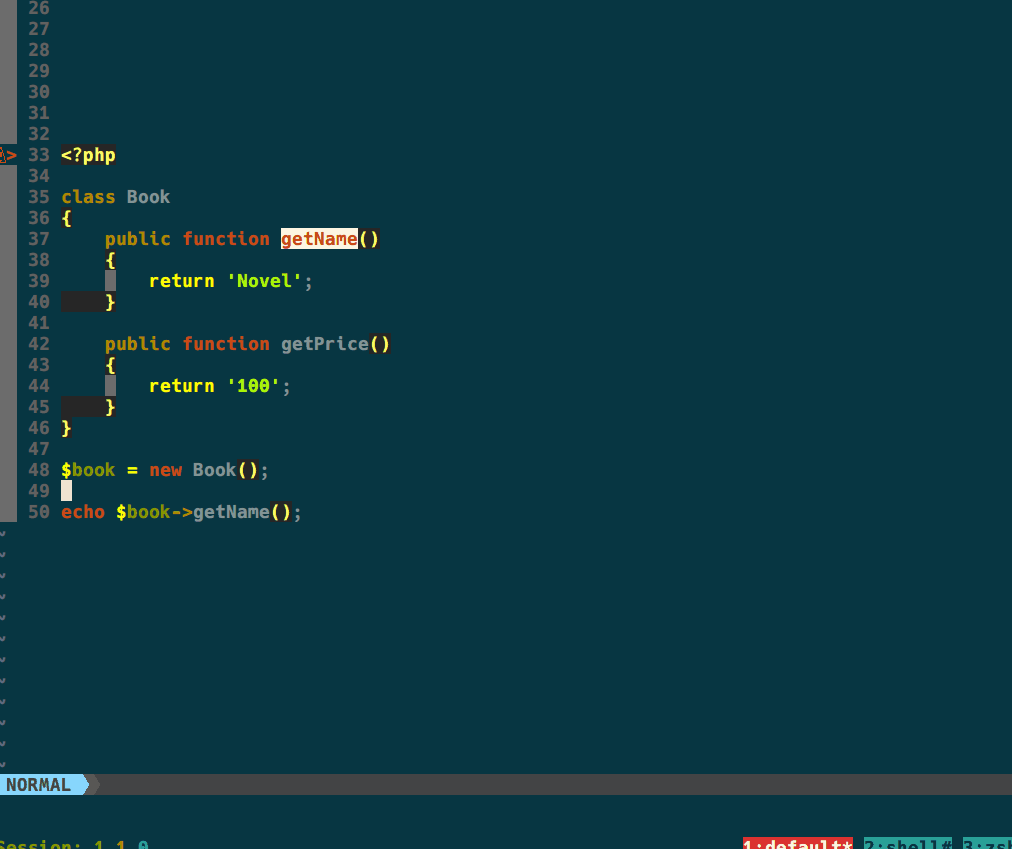 26
27
28
29
30
31
32
> 33 <?php
34
35 class Book
36 {
37     public function getName()
38     {
39         return 'Novel';
40     }
41
42     public function getPrice()
43     {
44         return '100';
45     }
46 }
47
48 $book = new Book();
49
50 echo $book->getName();
~
~
~
~
~
~
~
~
~
~
~
~
NORMAL
Session: 1 1 0 1:default* 2:shell# 3:zsh